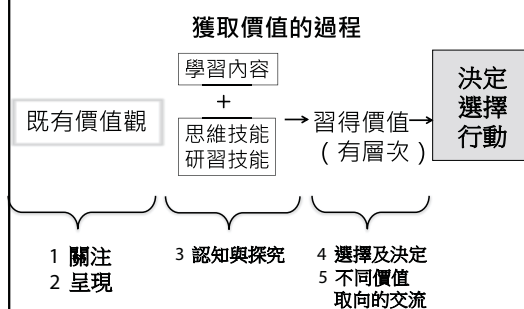 獲取價值的過程
既有價值觀
學習內容
+
思維技能
研習技能
習得價值
（有層次）
決定
選擇
行動
1 關注
2 呈現
3 認知與探究
4 選擇及決定
5 不同價值
取向的交流